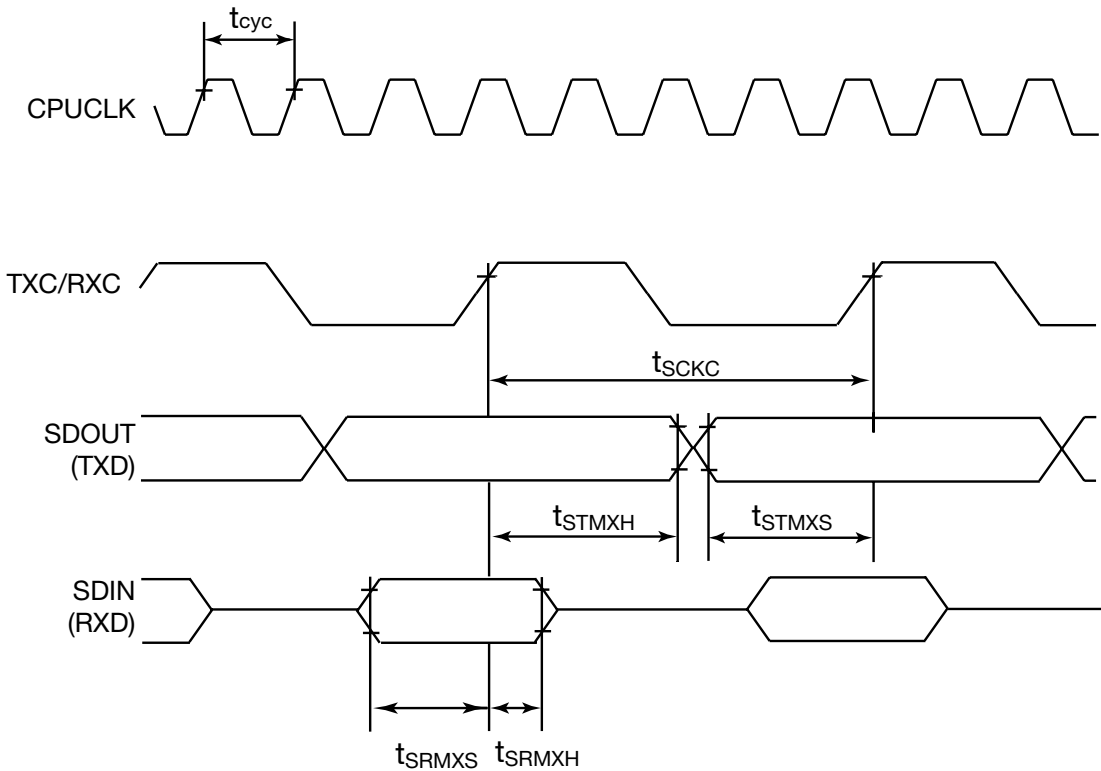 tcyc
CPUCLK
TXC/RXC
tSCKC
SDOUT
(TXD)
tSTMXH
tSTMXS
SDIN
(RXD)
tSRMXS
tSRMXH